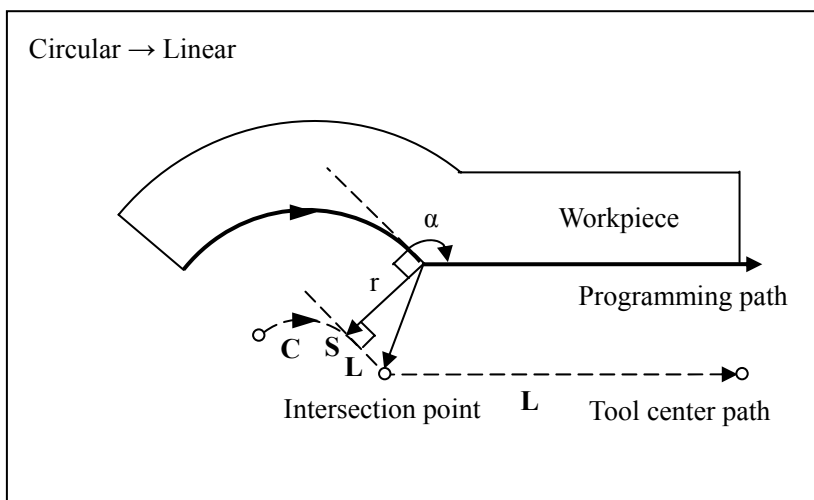 Circular → Linear
α
Workpiece
r
Programming path
C
S
L
Intersection point
L
Tool center path